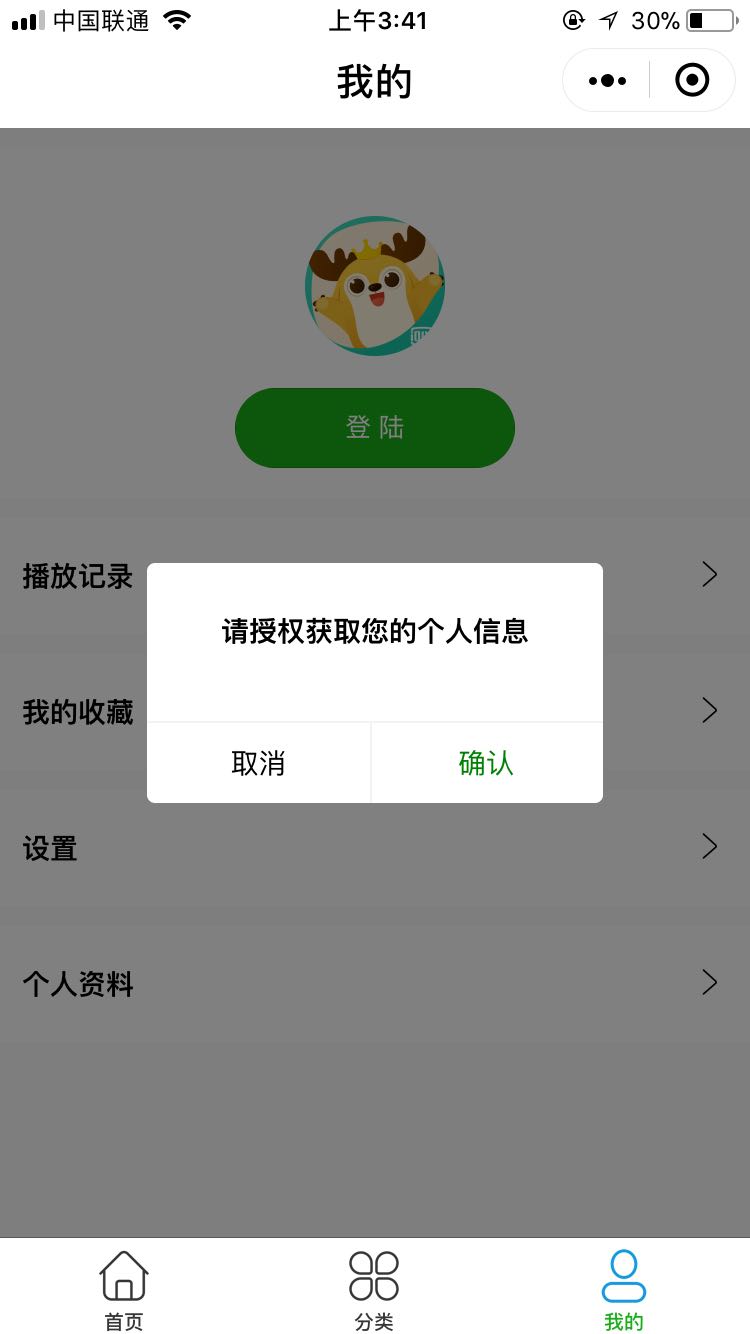 中国联通
上午3:41
30%
我的
登 陆
播放记录
请授权获取您的个人信息
我的收藏
取消
确认
设置
个人资料
首页
分类
我的